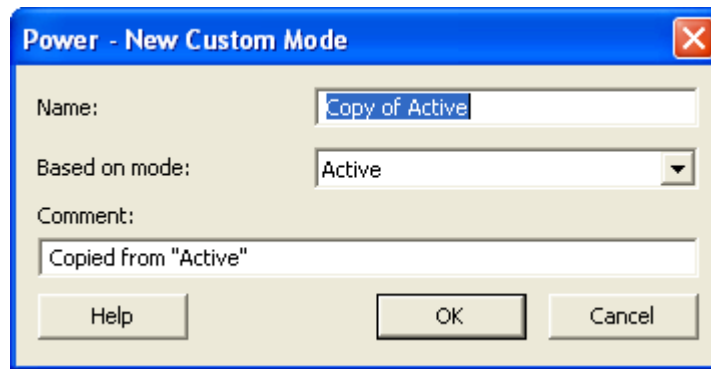 Power - New Custom Mode
Name: Copy of Active
Based on mode: Active
Comment:
Copied from "Active"
Help OK Cancel